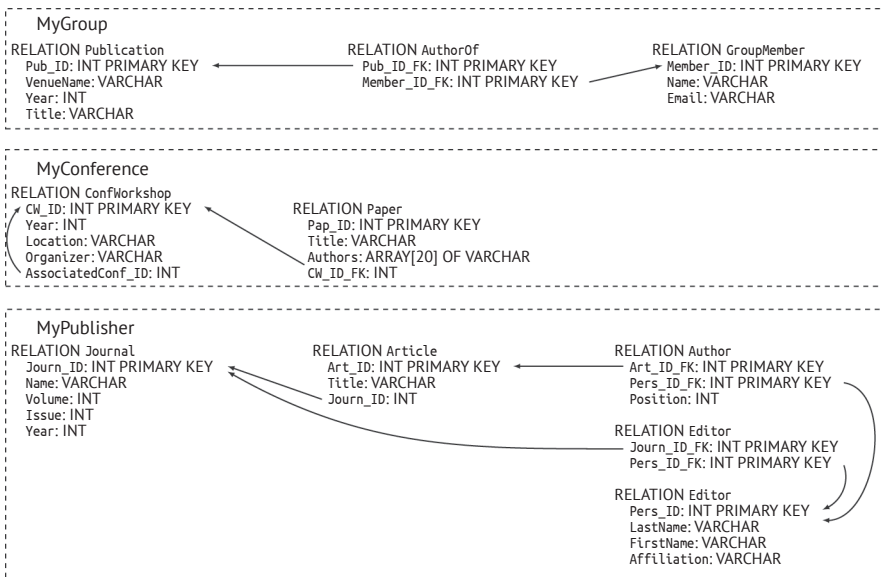 MyGroup
RELATION Publication
Pub_ID: INT PRIMARY KEY
VenueName: VARCHAR
Year: INT
Title: VARCHAR
RELATION AuthorOf
Pub_ID_FK: INT PRIMARY KEY
Member_ID_FK: INT PRIMARY KEY
RELATION GroupMember
Member_ID: INT PRIMARY KEY
Name: VARCHAR
Email: VARCHAR
MyConference
RELATION ConfWorkshop
CW_ID: INT PRIMARY KEY
Year: INT
Location: VARCHAR
Organizer: VARCHAR
AssociatedConf_ID: INT
RELATION Paper
Pap_ID: INT PRIMARY KEY
Title: VARCHAR
Authors: ARRAY[20] OF VARCHAR
CW_ID_FK: INT
MyPublisher
RELATION Journal
Journ_ID: INT PRIMARY KEY
Name: VARCHAR
Volume: INT
Issue: INT
Year: INT
RELATION Article
Art_ID: INT PRIMARY KEY
Title: VARCHAR
Journ_ID: INT
RELATION Author
Art_ID_FK: INT PRIMARY KEY
Pers_ID_FK: INT PRIMARY KEY
Position: INT
RELATION Editor
Journ_ID_FK: INT PRIMARY KEY
Pers_ID_FK: INT PRIMARY KEY
RELATION Editor
Pers_ID: INT PRIMARY KEY
LastName: VARCHAR
FirstName: VARCHAR
Affiliation: VARCHAR